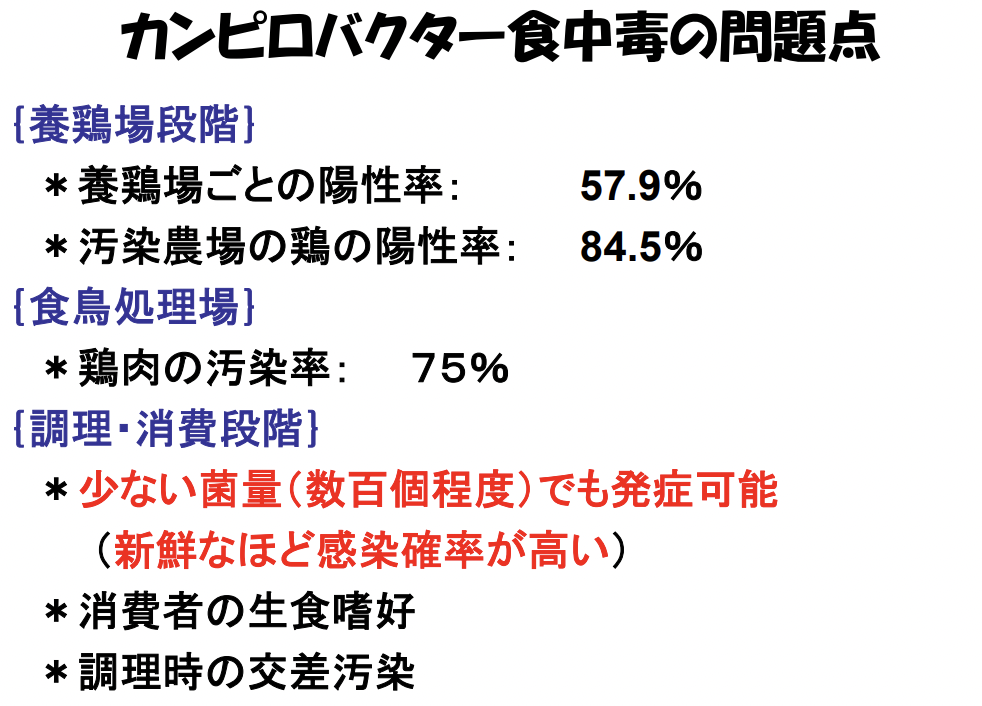 カンピロバクター食中毒の問題点
{養鶏場段階}
＊養鶏場ごとの陽性率： 57.9%
＊汚染農場の鶏の陽性率： 84.5%
{食鳥処理場}
＊鶏肉の汚染率： ７５%
{調理・消費段階}
＊少ない菌量（数百個程度）でも発症可能
（新鮮なほど感染確率が高い）
＊消費者の生食嗜好
＊調理時の交差汚染